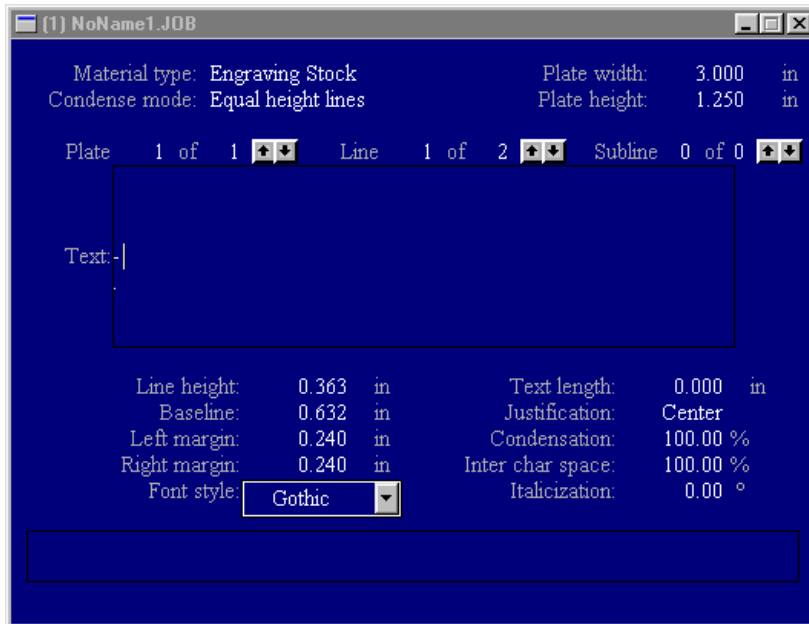 (1) NoName1.JOB
Material type: Engraving Stock Plate width: 3.000 in
Condense mode: Equal height lines Plate height: 1.250 in
Plate 1 of 1 Line 1 of 2 Subline 0 of 0
Text: -
.
Line height: 0.363 in Text length: 0.000 in
Baseline: 0.632 in Justification: Center
Left margin: 0.240 in Condensation: 100.00 %
Right margin: 0.240 in Inter char space: 100.00 %
Font style: Gothic Italicization: 0.00 °